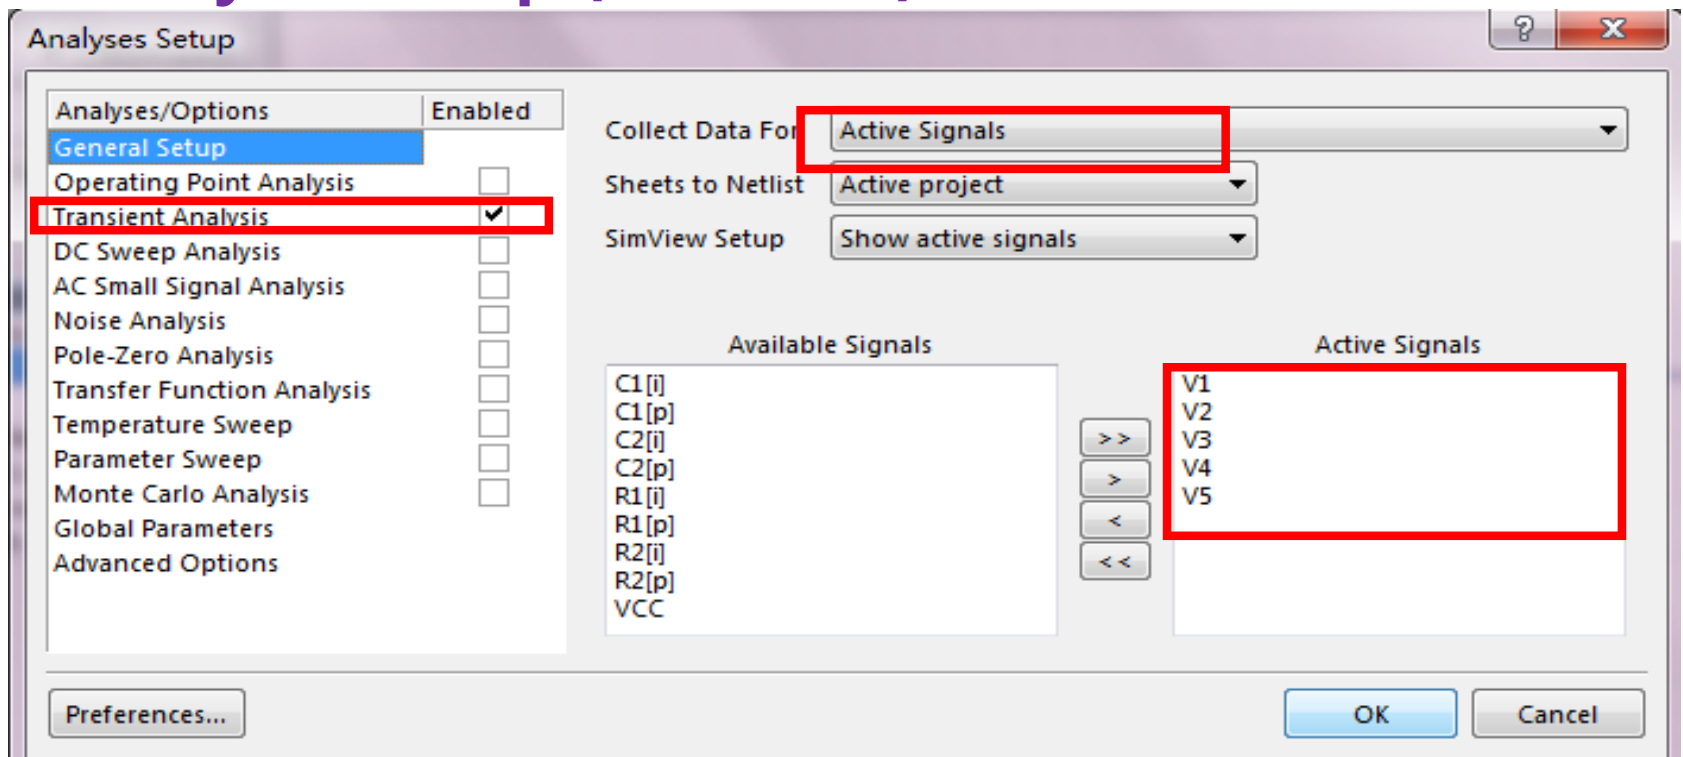 Analyses Setup
Analyses/Options Enabled
General Setup
Operating Point Analysis
Transient Analysis
DC Sweep Analysis
AC Small Signal Analysis
Noise Analysis
Pole-Zero Analysis
Transfer Function Analysis
Temperature Sweep
Parameter Sweep
Monte Carlo Analysis
Global Parameters
Advanced Options
Collect Data For Active Signals
Sheets to Netlist Active project
SimView Setup Show active signals
Available Signals
C1[i]
C1[p]
C2[i]
C2[p]
R1[i]
R1[p]
R2[i]
R2[p]
VCC
>>
>
<
<<
Active Signals
V1
V2
V3
V4
V5
Preferences...
OK
Cancel